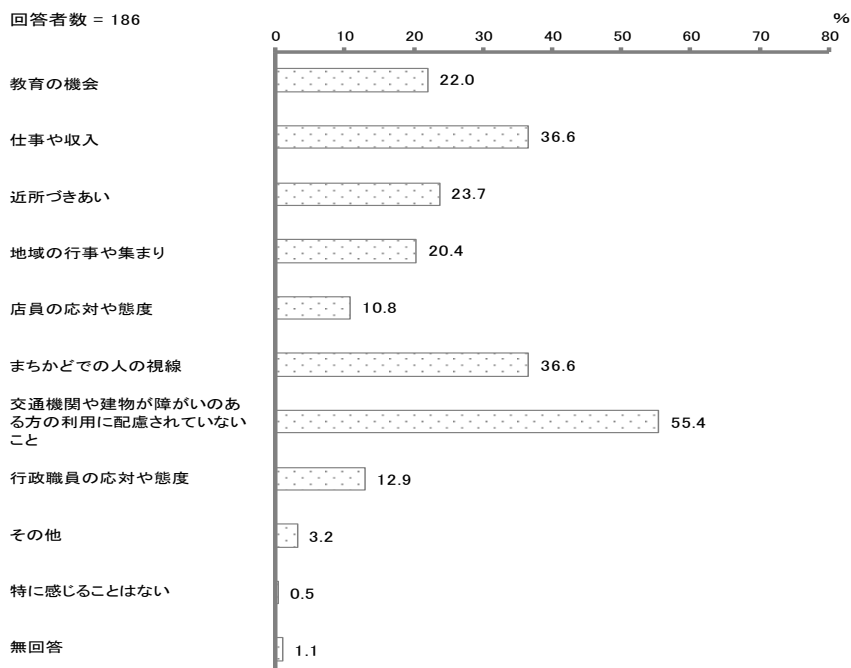 回答者数 = 186
%
0 10 20 30 40 50 60 70 80
教育の機会 22.0
仕事や収入 36.6
近所づきあい 23.7
地域の行事や集まり 20.4
店員の応対や態度 10.8
まちかどでの人の視線 36.6
交通機関や建物が障がいのあ
る方の利用に配慮されていない
こと
55.4
行政職員の応対や態度 12.9
その他 3.2
特に感じることはない 0.5
無回答 1.1